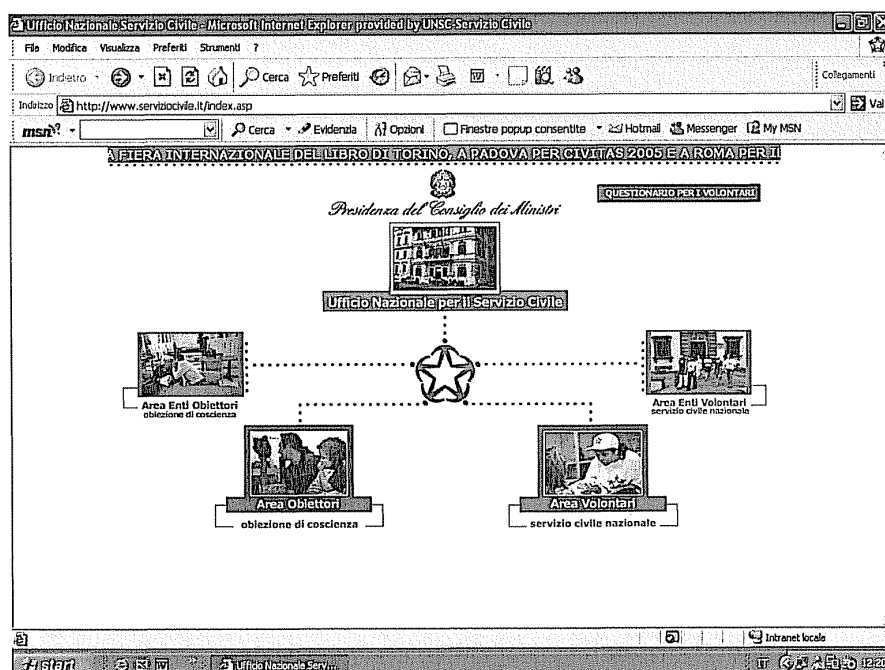 Ufficio Nazionale Servizio Civile - Microsoft Internet Explorer provided by UNSC-Servizio Civile
File Modifica Visualizza Preferiti Strumenti ?
Indietro Cerca Preferiti Collegamenti
Indirizzo http://www.serviziocivile.it/index.asp Vai
msn Cerca Evidenzia Opzioni Finestre popup consentite Hotmail Messenger My MSN
A FIERA INTERNAZIONALE DEL LIBRO DI TORINO, A PADOVA PER CIVITAS 2005 E A ROMA PER IL
QUESTIONARIO PER I VOLONTARI
Presidenza del Consiglio dei Ministri
Ufficio Nazionale per il Servizio Civile
Area Enti Obiettori
obiezione di coscienza
Area Enti Volontari
servizio civile nazionale
Area Obiettori
obiezione di coscienza
Area Volontari
servizio civile nazionale
Intranet locale
start Ufficio Nazionale Serv... IT